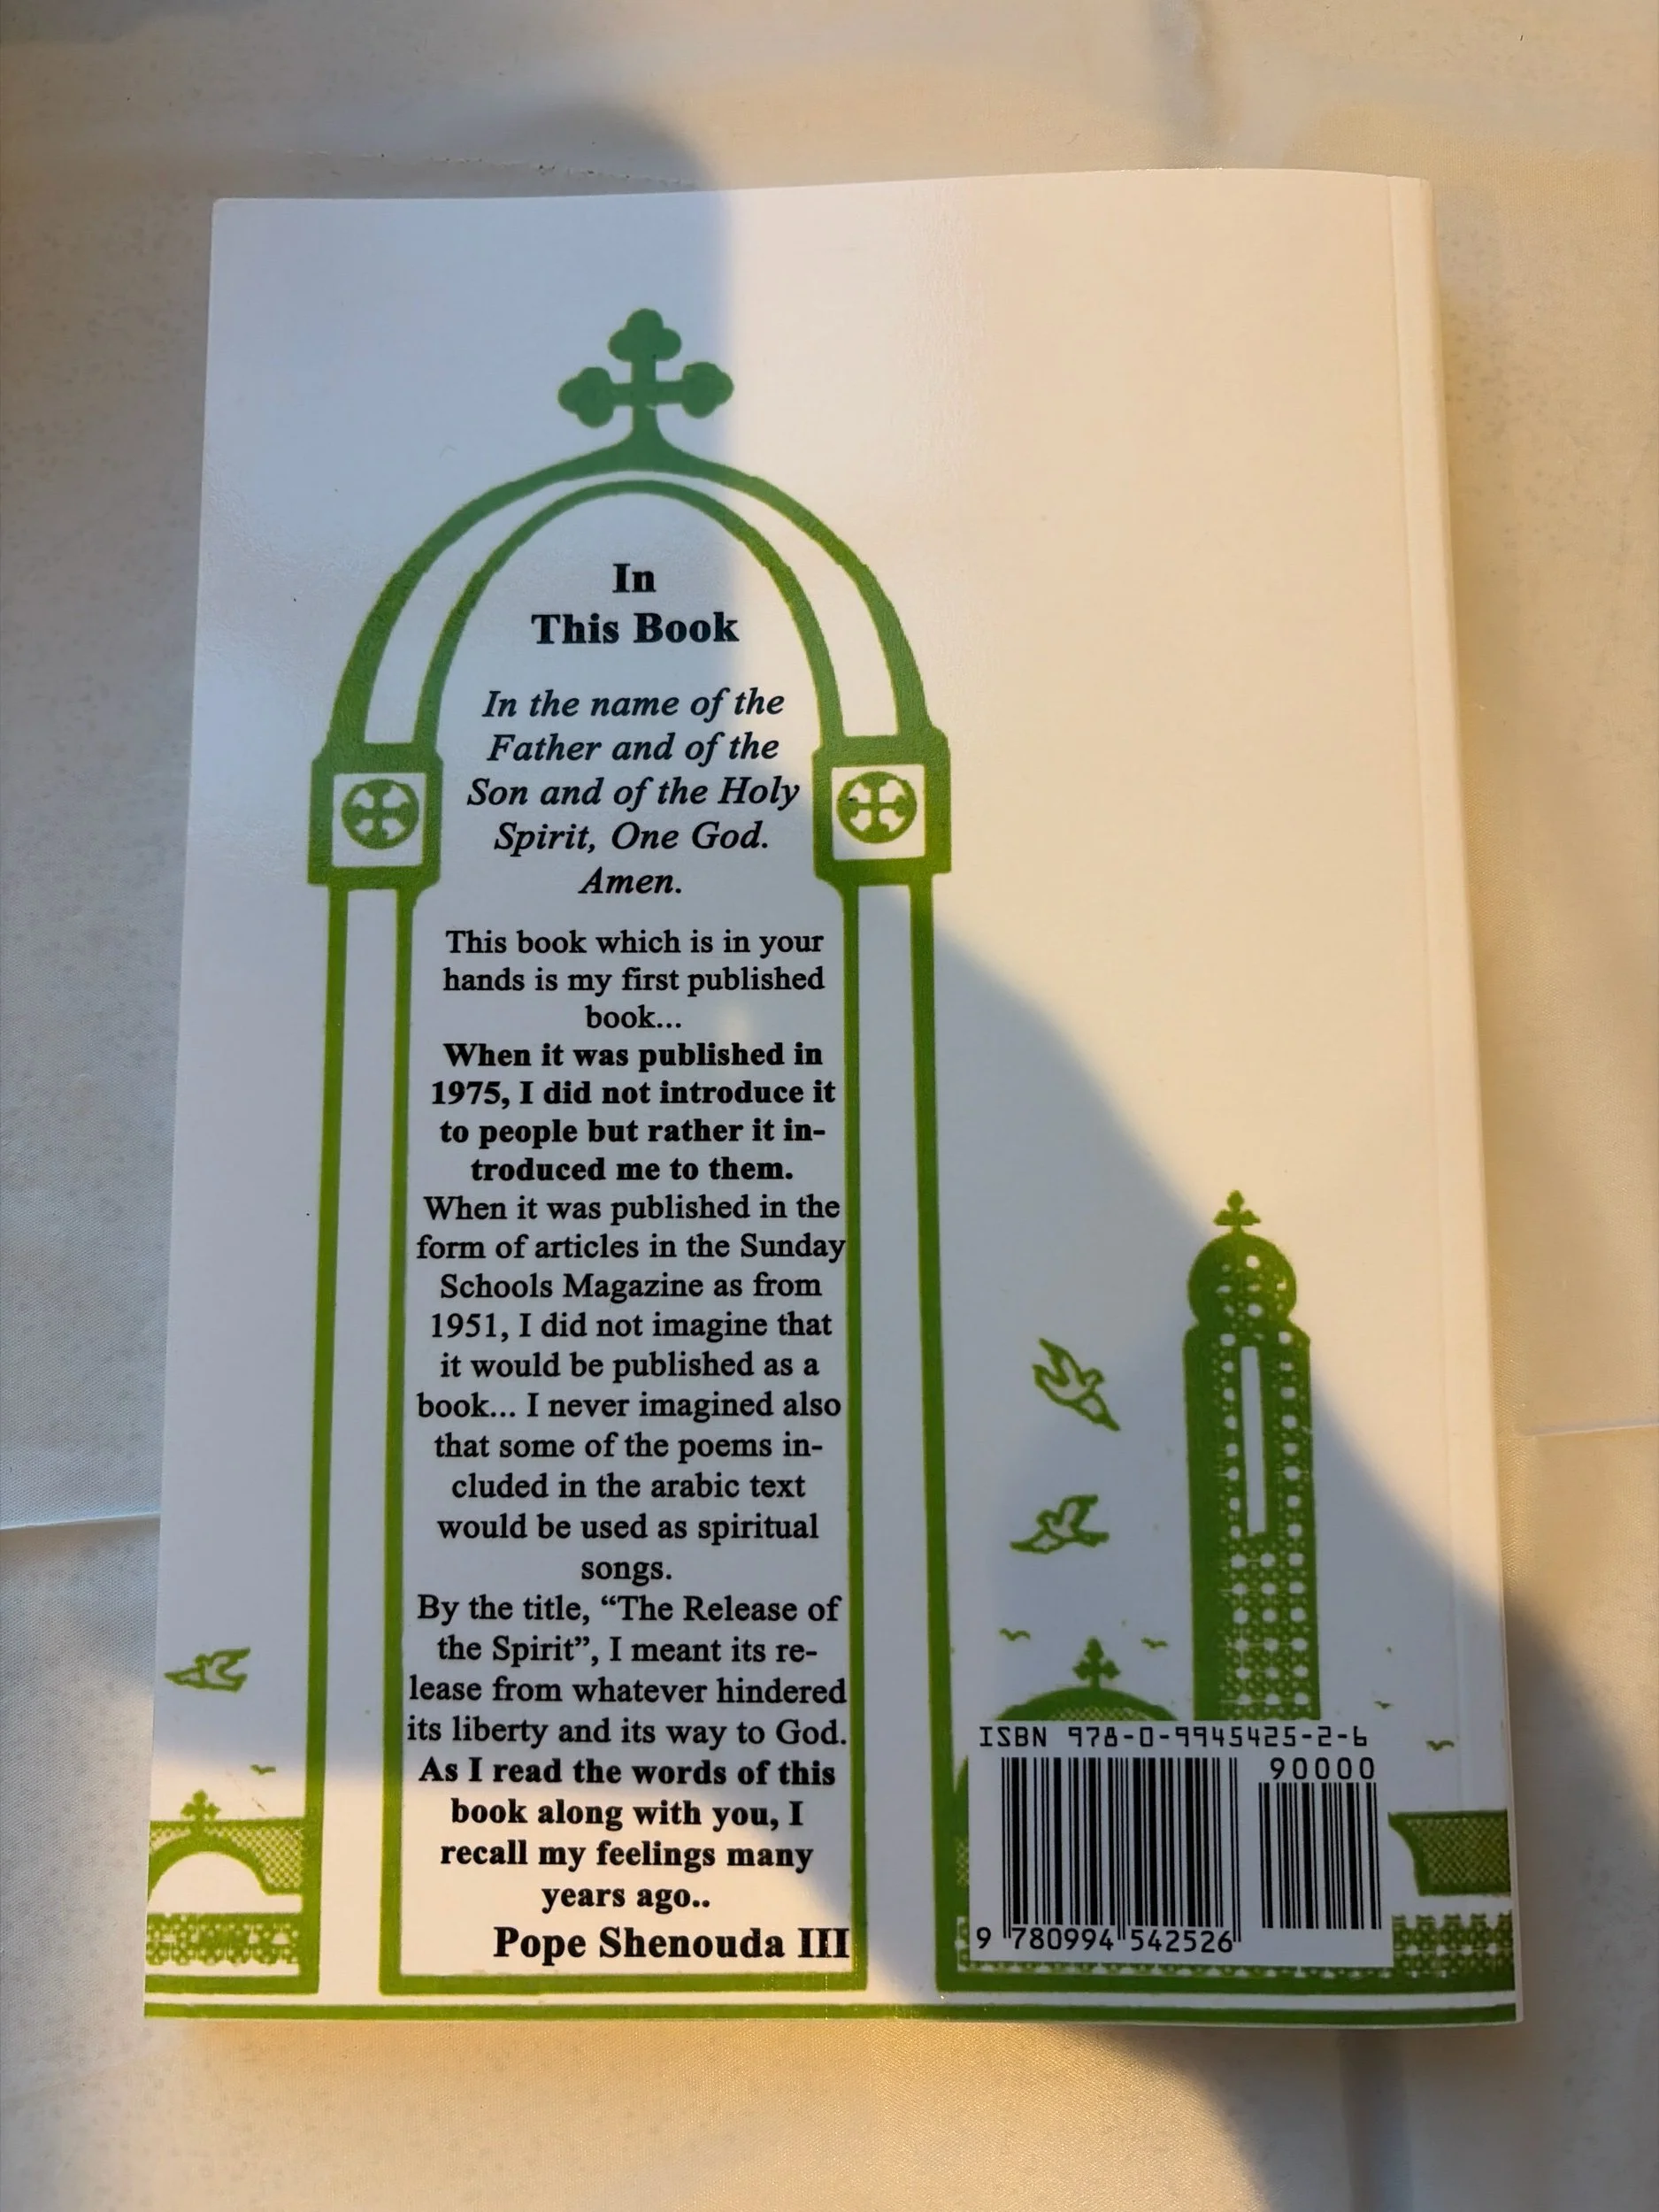 In
This Book
In the name of the
Father and of the
Son and of the Holy
Spirit, One God.
Amen.
This book which is in your
hands is my first published
book...
When it was published in
1975, I did not introduce it
to people but rather it in-
troduced me to them.
When it was published in the
form of articles in the Sunday
Schools Magazine as from
1951, I did not imagine that
it would be published as a
book... I never imagined also
that some of the poems in-
cluded in the arabic text
would be used as spiritual
songs.
By the title, “The Release of
the Spirit”, I meant its re-
lease from whatever hindered
its liberty and its way to God.
As I read the words of this
book along with you, I
recall my feelings many
years ago..
Pope Shenouda III
ISBN 978-0-9945425-2-6
90000
9 780994 542526